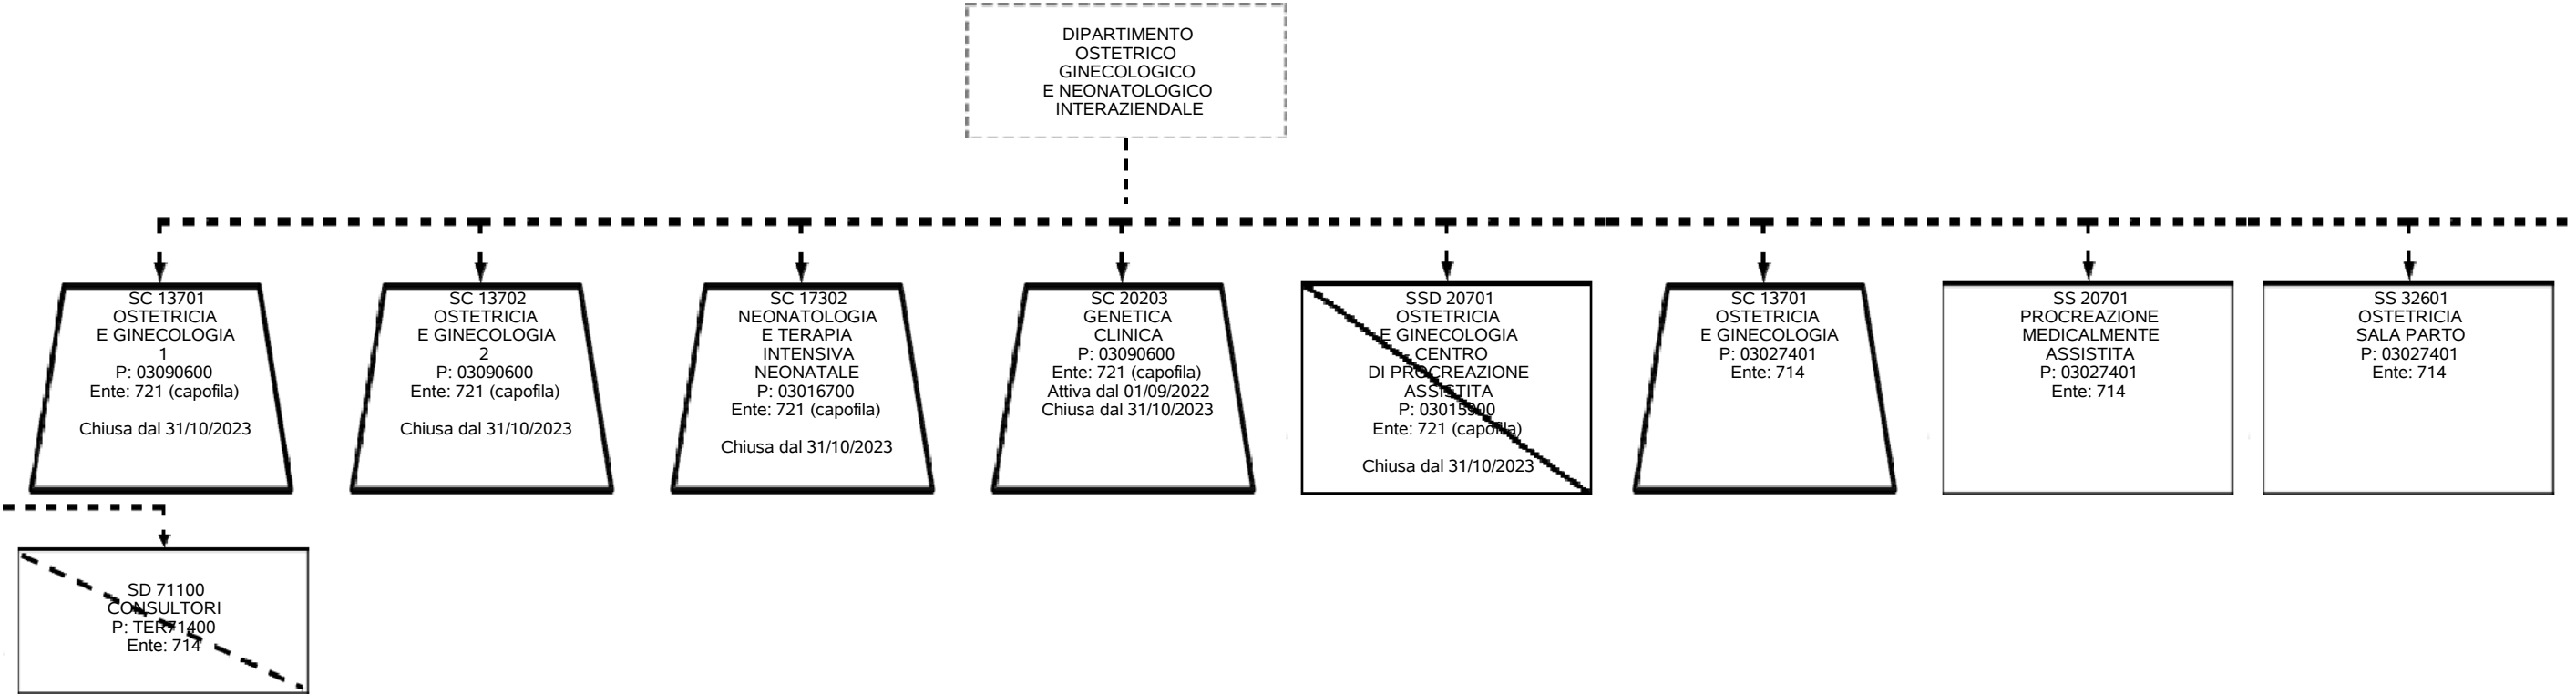 DIPARTIMENTO
OSTETRICO
GINECOLOGICO
E NEONATOLOGICO
INTERAZIENDALE
SC 13701
OSTETRICIA
E GINECOLOGIA
1
P: 03090600
Ente: 721 (capofila)
Chiusa dal 31/10/2023
SC 13702
OSTETRICIA
E GINECOLOGIA
2
P: 03090600
Ente: 721 (capofila)
Chiusa dal 31/10/2023
SC 17302
NEONATOLOGIA
E TERAPIA
INTENSIVA
NEONATALE
P: 03016700
Ente: 721 (capofila)
Chiusa dal 31/10/2023
SC 20203
GENETICA
CLINICA
P: 03090600
Ente: 721 (capofila)
Attiva dal 01/09/2022
Chiusa dal 31/10/2023
SSD 20701
OSTETRICIA
E GINECOLOGIA
- CENTRO
DI PROCREAZIONE
ASSISTITA
P: 03015900
Ente: 721 (capofila)
Chiusa dal 31/10/2023
SC 13701
OSTETRICIA
E GINECOLOGIA
P: 03027401
Ente: 714
SS 20701
PROCREAZIONE
MEDICALMENTE
ASSISTITA
P: 03027401
Ente: 714
SS 32601
OSTETRICIA
SALA PARTO
P: 03027401
Ente: 714
SD 71100
CONSULTORI
P: TER71400
Ente: 714